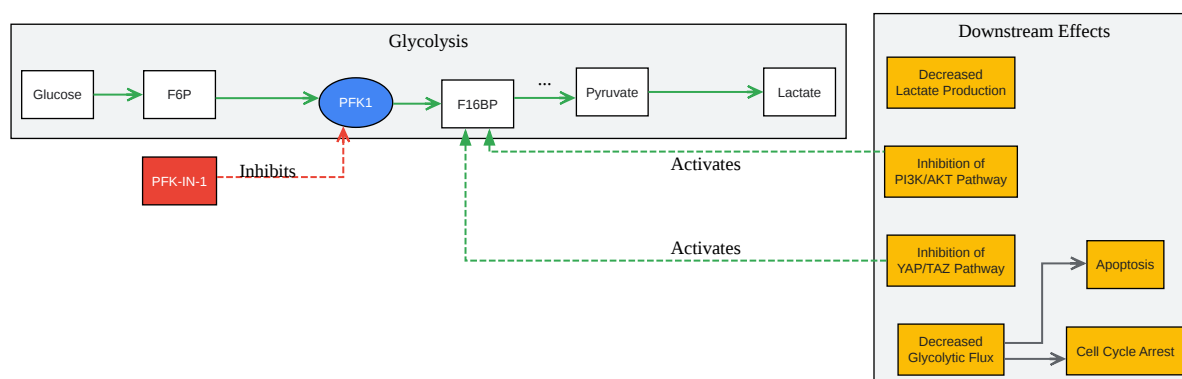 Glycolysis
Glucose
F6P
PFK1
F16BP
...
Pyruvate
Lactate
PFK-IN-1
Inhibits
Activates
Activates
Downstream Effects
Decreased
Lactate Production
Inhibition of
PI3K/AKT Pathway
Inhibition of
YAP/TAZ Pathway
Apoptosis
Decreased
Glycolytic Flux
Cell Cycle Arrest